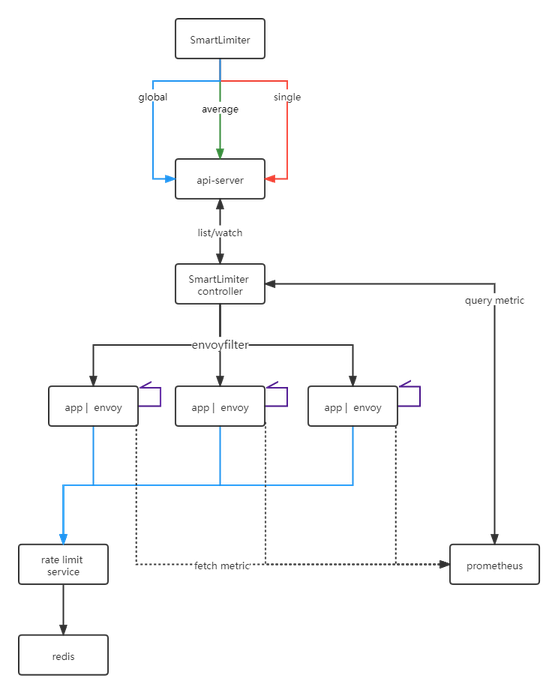 SmartLimiter
global
single
average
api-server
list/watch
SmartLimiter
controller
query metric
envoyfilter
app | envoy
app | envoy
app | envoy
rate limit
service
fetch metric
prometheus
redis